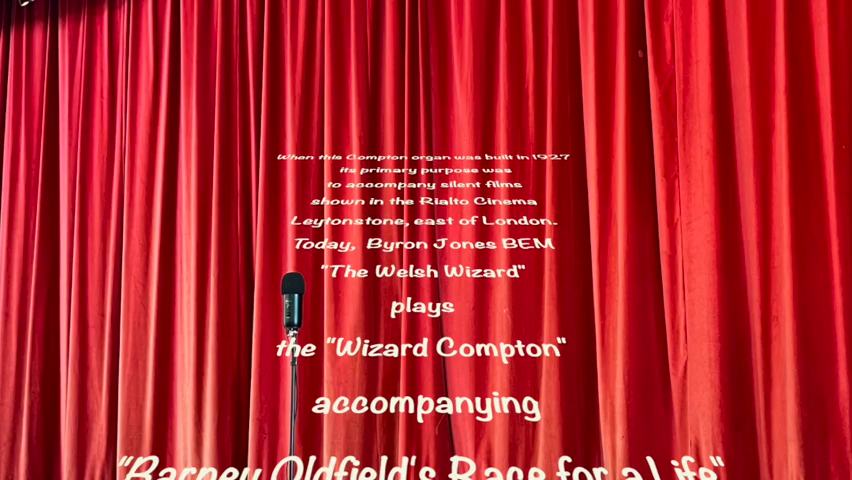 When this Compton organ was built in 1927
its primary purpose was
to accompany silent films
shown in the Rialto Cinema
Leytonstone, east of London.
Today, Byron Jones BEM
"The Welsh Wizard"
plays
the "Wizard Compton"
accompanying
"Barney Oldfield's Race for a Life"